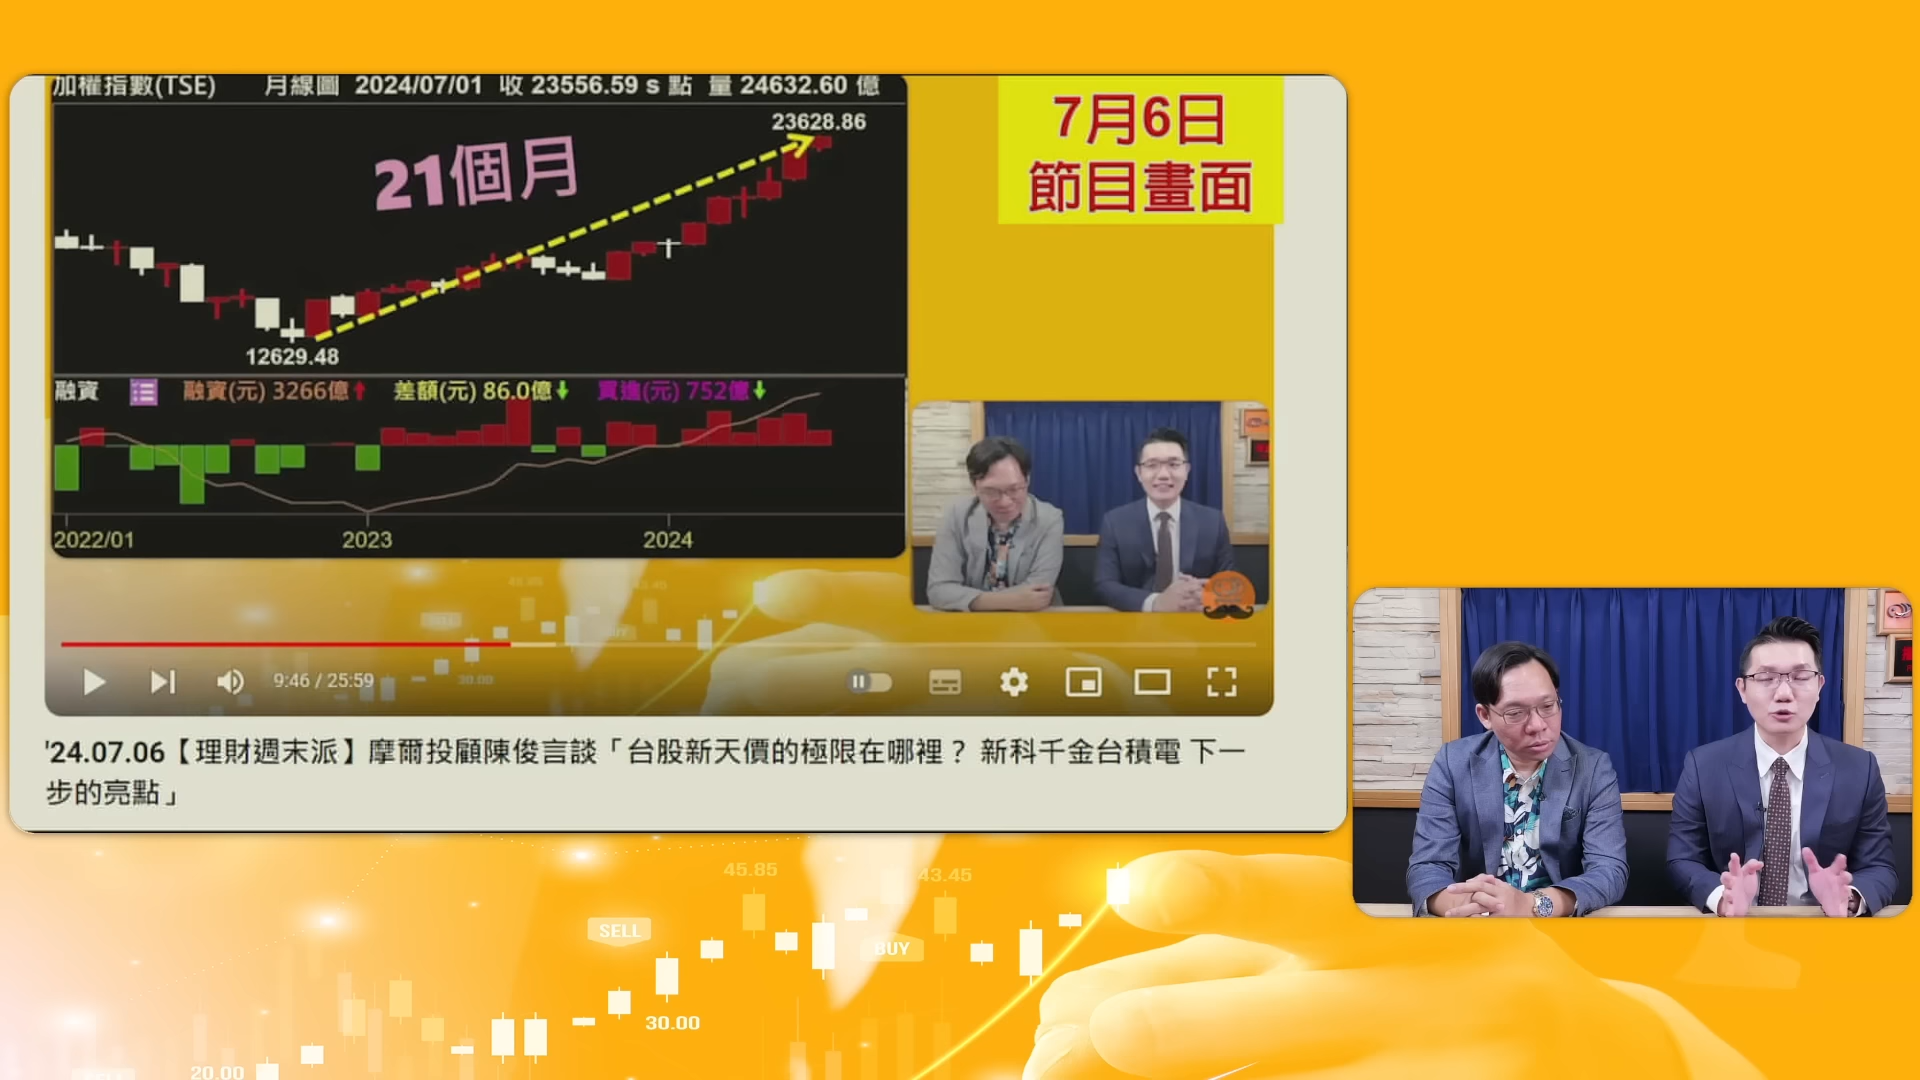 加權指數(TSE) 月線圖 2024/07/01 收 23556.59 s 點 量 24632.60 億
23628.86
21個月
12629.48
融資 融資(元) 3266億 差額(元) 86.0億 買進(元) 752億
2022/01 2023 2024
7月6日
節目畫面
9:46 / 25:59
'24.07.06【理財週末派】摩爾投顧陳俊言談「台股新天價的極限在哪裡？ 新科千金台積電 下一
步的亮點」
45.85
43.45
SELL
BUY
30.00
20.00
SELL